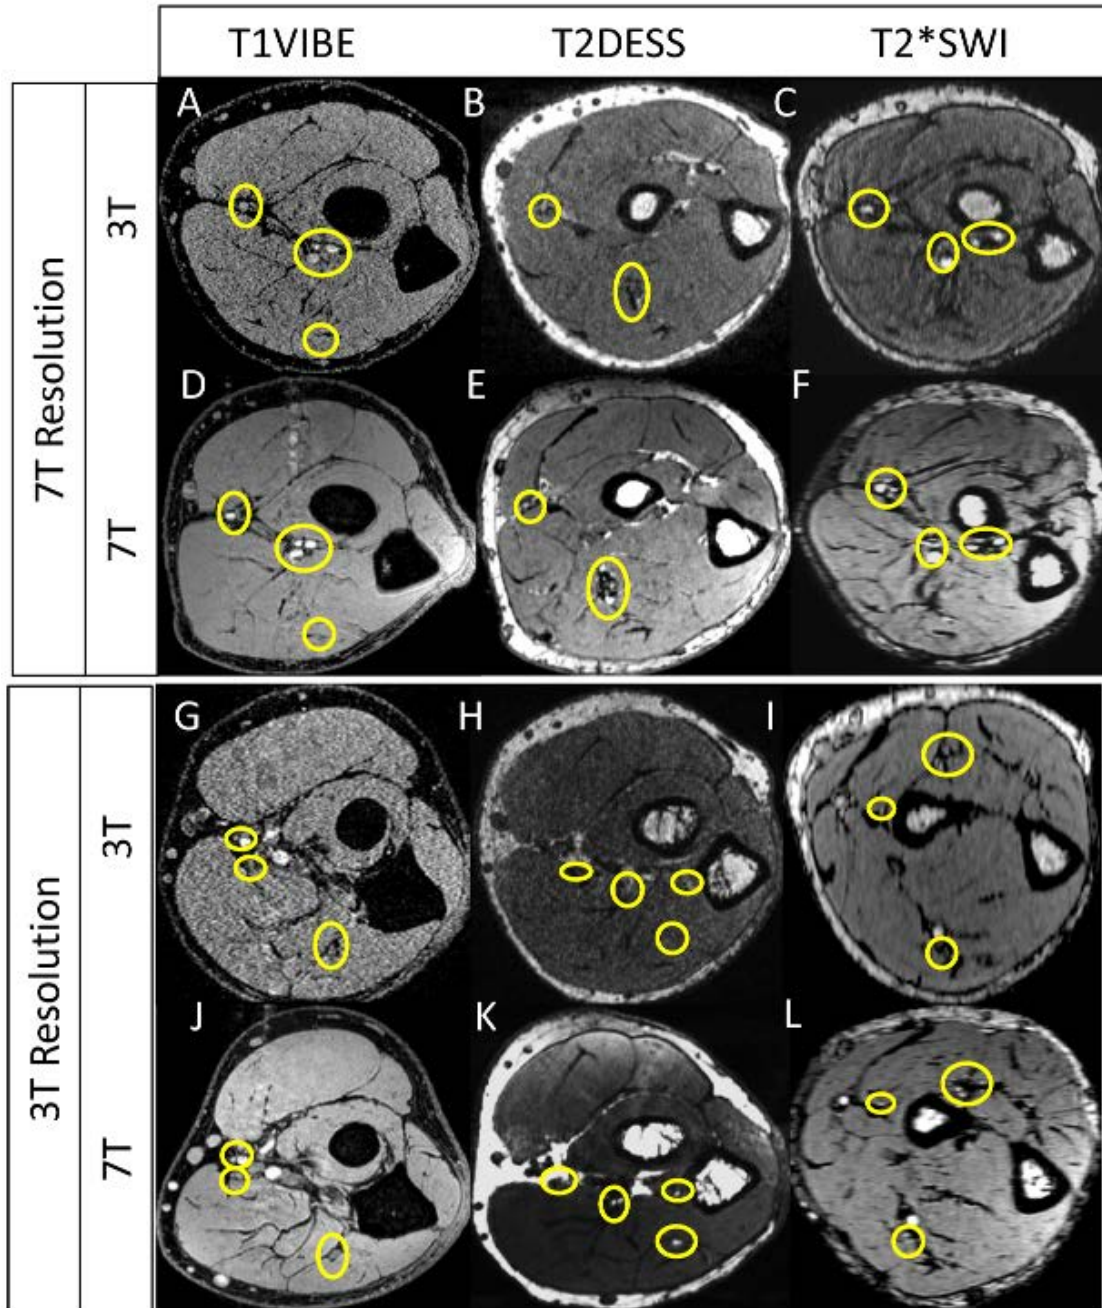 T1VIBE T2DESS T2*SWI
7T Resolution
3T
A B C
7T
D E F
3T Resolution
3T
G H I
7T
J K L